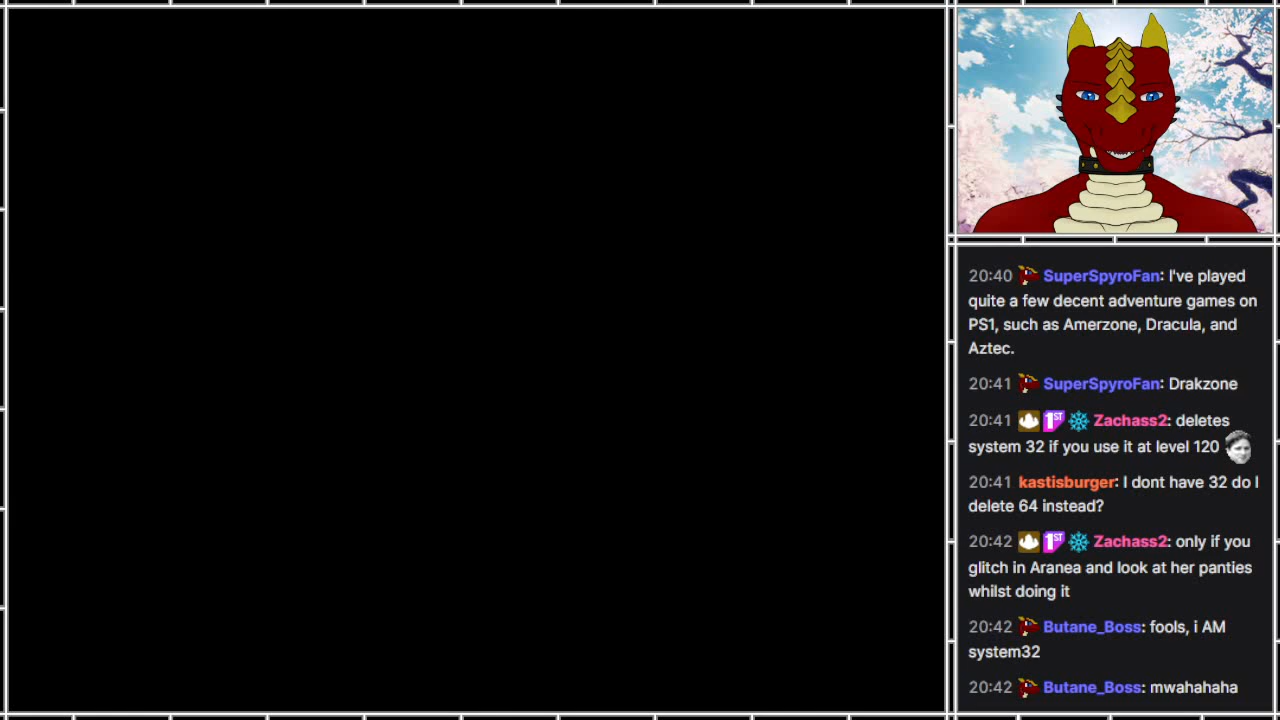 20:40 SuperSpyroFan: I've played
quite a few decent adventure games on
PS1, such as Amerzone, Dracula, and
Aztec.
20:41 SuperSpyroFan: Drakzone
20:41 1ST Zachass2: deletes
system 32 if you use it at level 120
20:41 kastisburger: I dont have 32 do I
delete 64 instead?
20:42 1ST Zachass2: only if you
glitch in Aranea and look at her panties
whilst doing it
20:42 Butane_Boss: fools, i AM
system32
20:42 Butane_Boss: mwahahaha